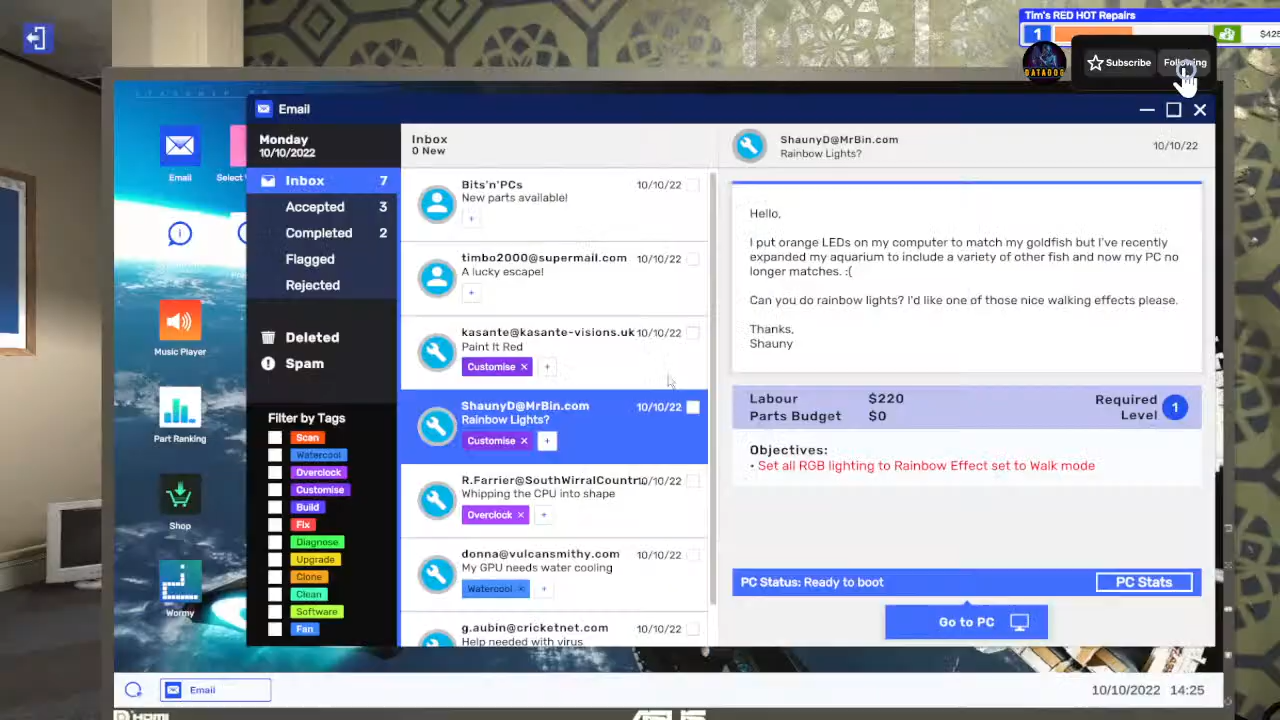 Tim's RED HOT Repairs
1
Subscribe
Following
DATADOG
Email
Email
Music Player
Part Ranking
Shop
Wormy
Monday
10/10/2022
Inbox 7
Accepted 3
Completed 2
Flagged
Rejected
Deleted
Spam
Filter by Tags
Scan
Watercool
Overclock
Customise
Build
Fix
Diagnose
Upgrade
Clone
Clean
Software
Fan
Inbox
0 New
Bits'n'PCs 10/10/22
New parts available!
+
timbo2000@supermail.com 10/10/22
A lucky escape!
+
kasante@kasante-visions.uk 10/10/22
Paint It Red
Customise × +
ShaunyD@MrBin.com 10/10/22
Rainbow Lights?
Customise × +
R.Farrier@SouthWirralCountr 10/10/22
Whipping the CPU into shape
Overclock × +
donna@vulcansmithy.com 10/10/22
My GPU needs water cooling
Watercool × +
g.aubin@cricketnet.com 10/10/22
Help needed with virus
ShaunyD@MrBin.com
Rainbow Lights?
10/10/22
Hello,
I put orange LEDs on my computer to match my goldfish but I've recently
expanded my aquarium to include a variety of other fish and now my PC no
longer matches. :(
Can you do rainbow lights? I'd like one of those nice walking effects please.
Thanks,
Shauny
Labour $220
Parts Budget $0
Required
Level 1
Objectives:
• Set all RGB lighting to Rainbow Effect set to Walk mode
PC Status: Ready to boot
PC Stats
Go to PC
Email
10/10/2022 14:25